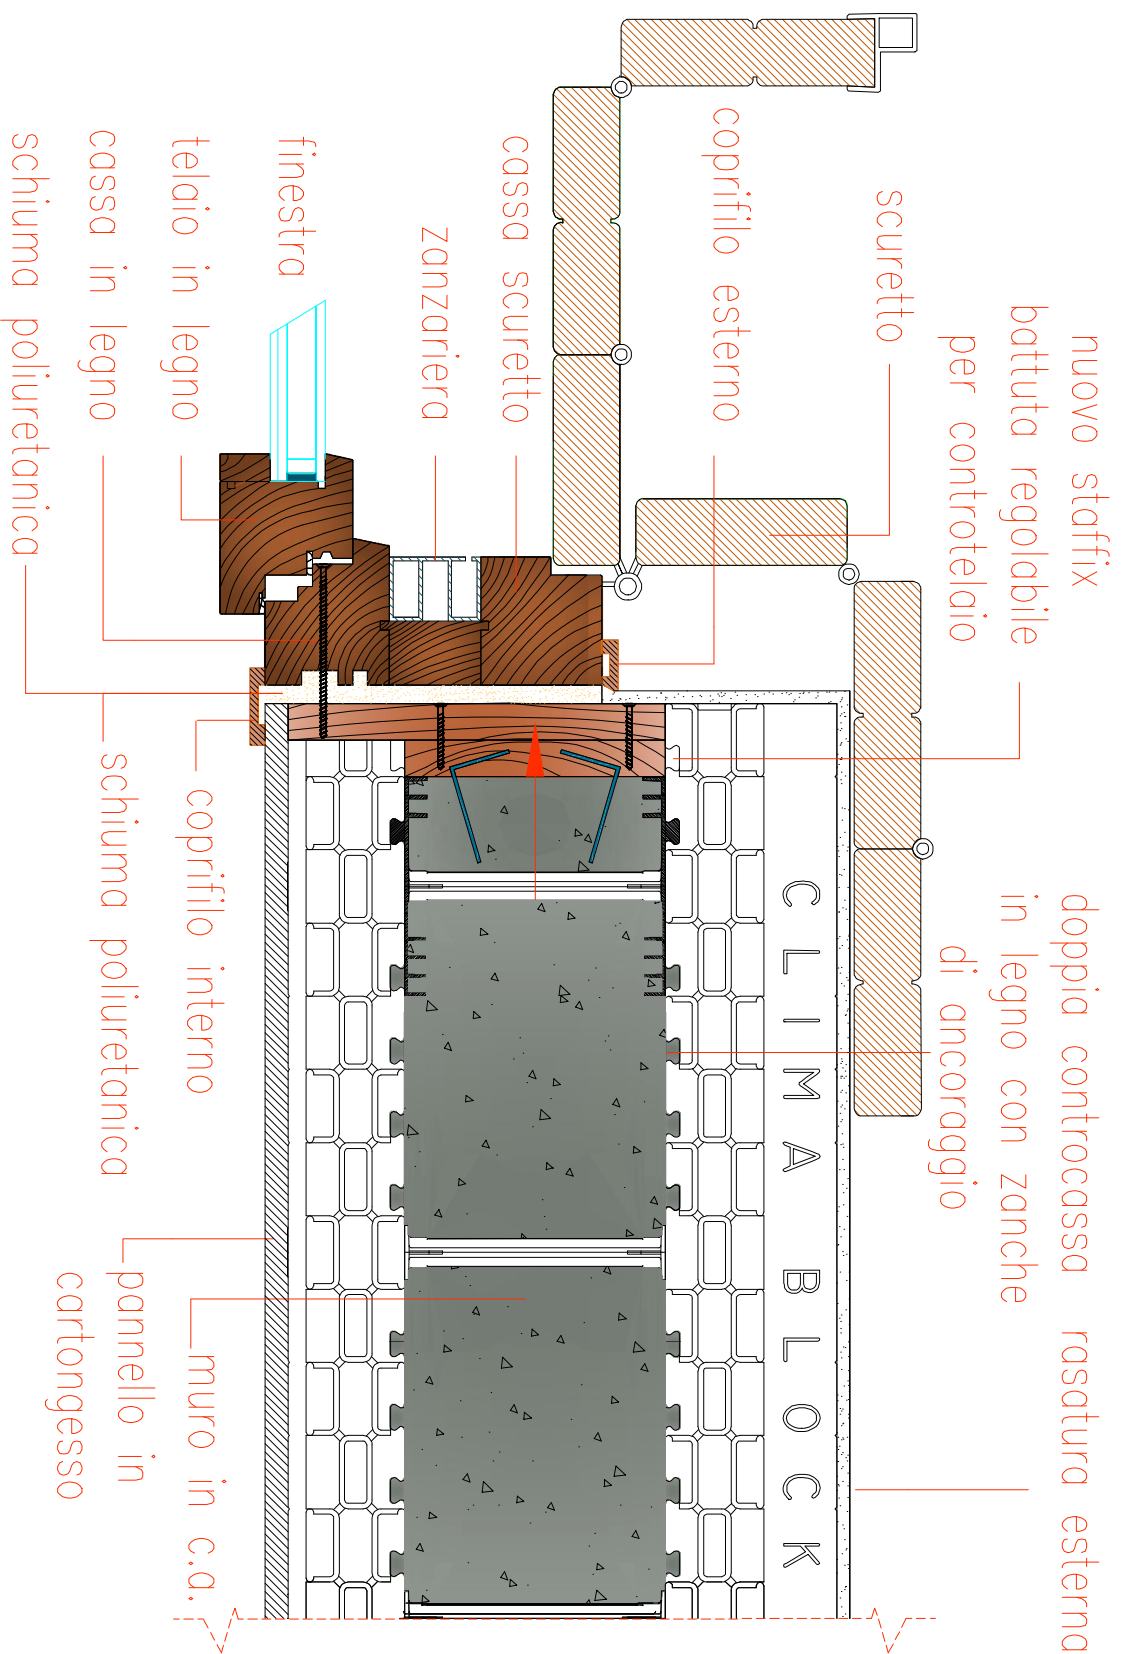 nuovo staffix
battuta regolabile
per controtelaio
scuretto
coprifilo esterno
cassa scuretto
zanzariera
finestra
telaio in legno
cassa in legno
schiuma poliuretanica
doppia controcassa
in legno con zanche
di ancoraggio
rasatura esterna
CLIMA BLOCK
coprifilo interno
schiuma poliuretanica
muro in c.a.
pannello in
cartongesso